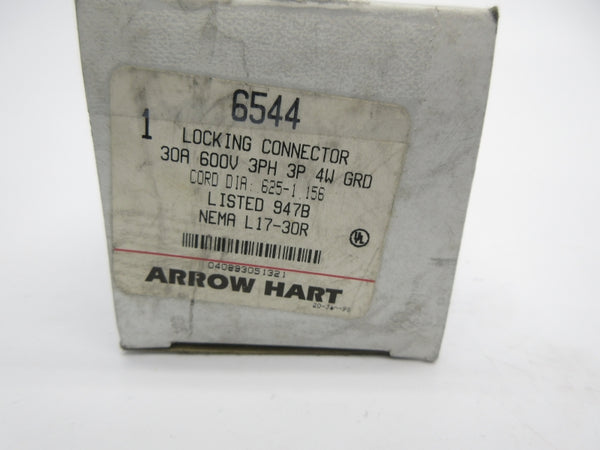 6544
1
LOCKING CONNECTOR
30A 600V 3PH 3P 4W GRD
CORD DIA: 625-1.156
LISTED 947B
NEMA L17-30R
UL
040893051321
ARROW HART